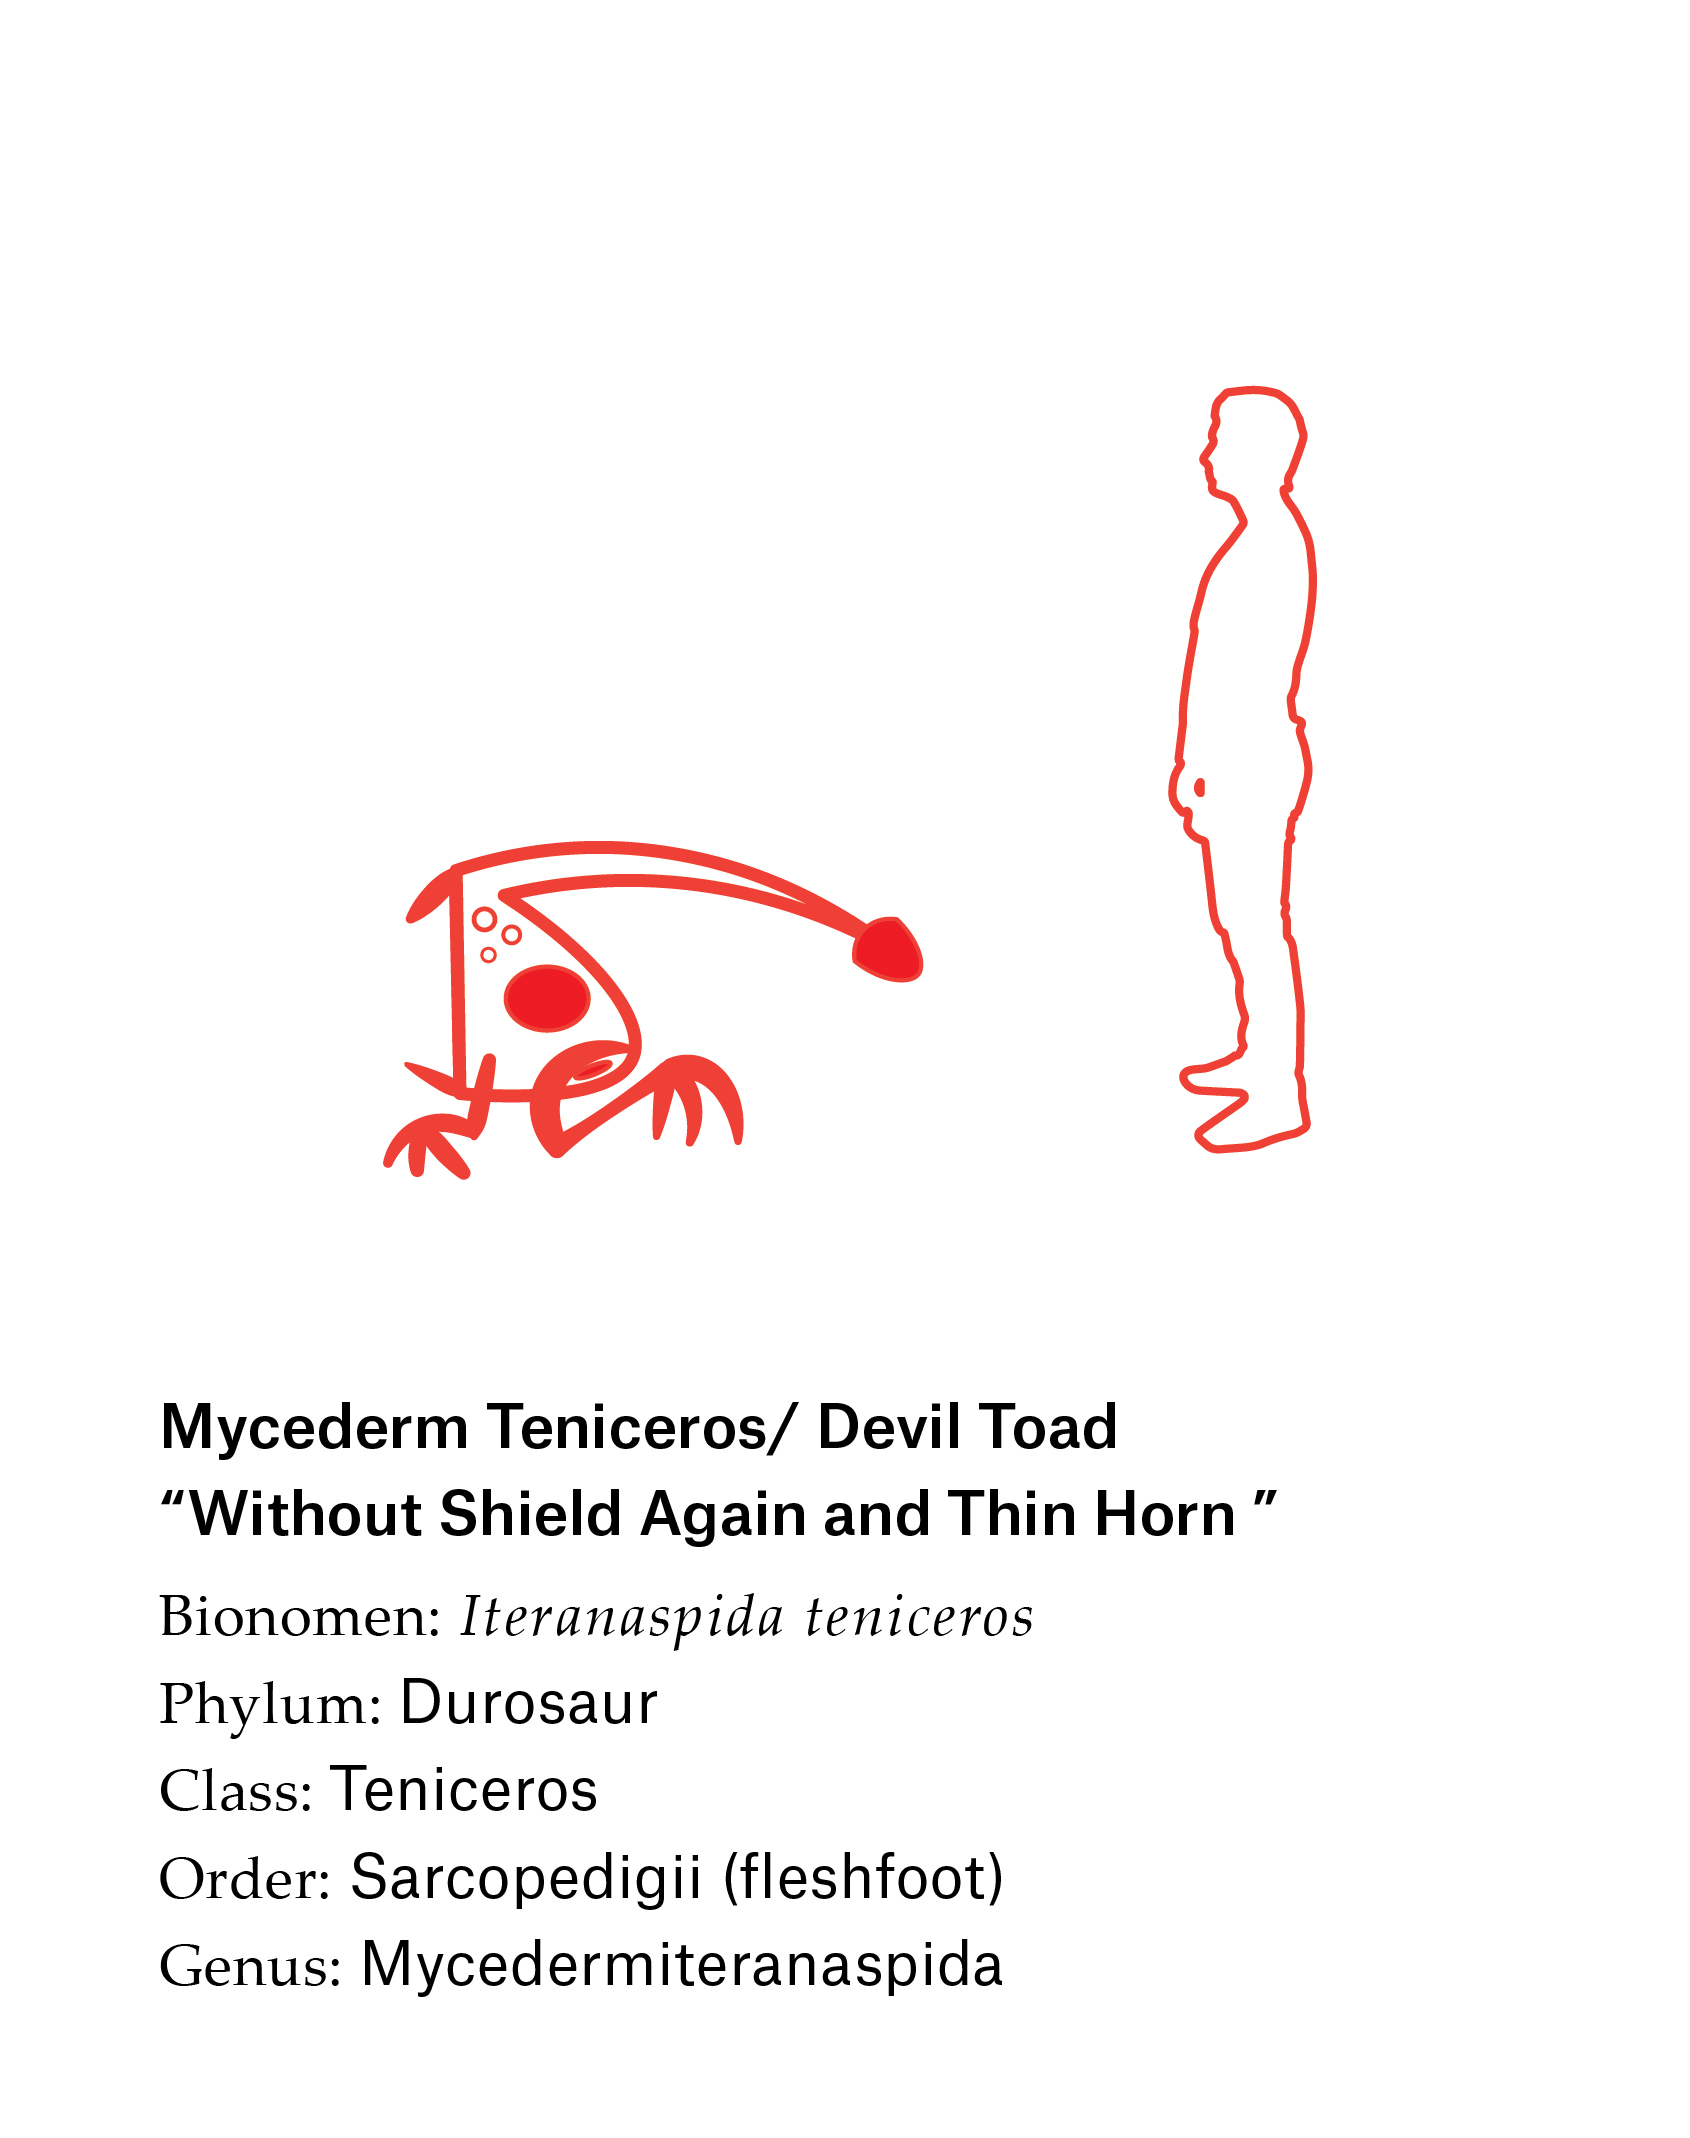 Mycederm Teniceros/ Devil Toad
“Without Shield Again and Thin Horn ”
Bionomen: Iteranaspida teniceros
Phylum: Durosaur
Class: Teniceros
Order: Sarcopedigii (fleshfoot)
Genus: Mycedermiteranaspida